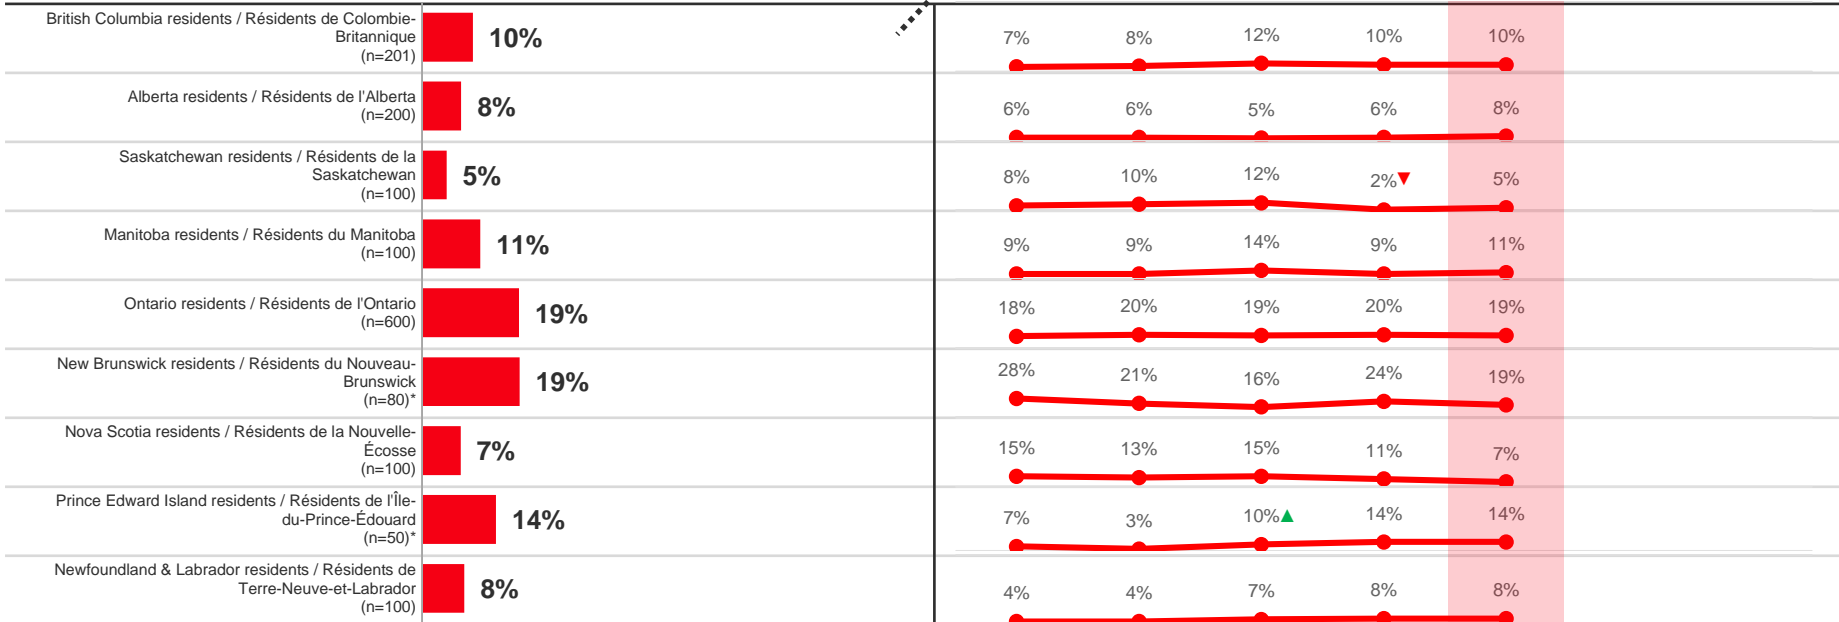 British Columbia residents / Résidents de Colombie-
Britannique
(n=201)
10%
7% 8% 12% 10% 10%
Alberta residents / Résidents de l'Alberta
(n=200)
8%
6% 6% 5% 6% 8%
Saskatchewan residents / Résidents de la
Saskatchewan
(n=100)
5%
8% 10% 12% 2%▼ 5%
Manitoba residents / Résidents du Manitoba
(n=100)
11%
9% 9% 14% 9% 11%
Ontario residents / Résidents de l'Ontario
(n=600)
19%
18% 20% 19% 20% 19%
New Brunswick residents / Résidents du Nouveau-
Brunswick
(n=80)*
19%
28% 21% 16% 24% 19%
Nova Scotia residents / Résidents de la Nouvelle-
Écosse
(n=100)
7%
15% 13% 15% 11% 7%
Prince Edward Island residents / Résidents de l'Île-
du-Prince-Édouard
(n=50)*
14%
7% 3% 10%▲ 14% 14%
Newfoundland & Labrador residents / Résidents de
Terre-Neuve-et-Labrador
(n=100)
8%
4% 4% 7% 8% 8%